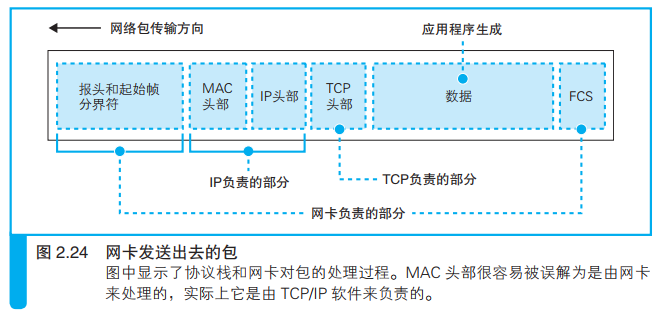 网络包传输方向
应用程序生成
报头和起始帧
分界符
MAC
头部
IP头部
TCP
头部
数据
FCS
IP负责的部分
TCP负责的部分
网卡负责的部分
图 2.24 网卡发送出去的包
图中显示了协议栈和网卡对包的处理过程。MAC 头部很容易被误解为是由网卡
来处理的，实际上它是由 TCP/IP 软件来负责的。